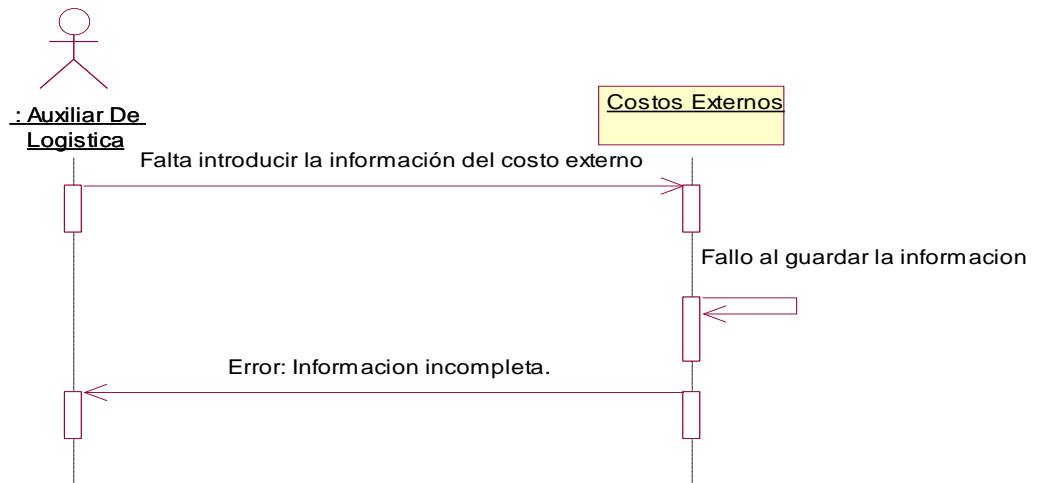 : Auxiliar De
Logistica
Costos Externos
Falta introducir la información del costo externo
Fallo al guardar la informacion
Error: Informacion incompleta.